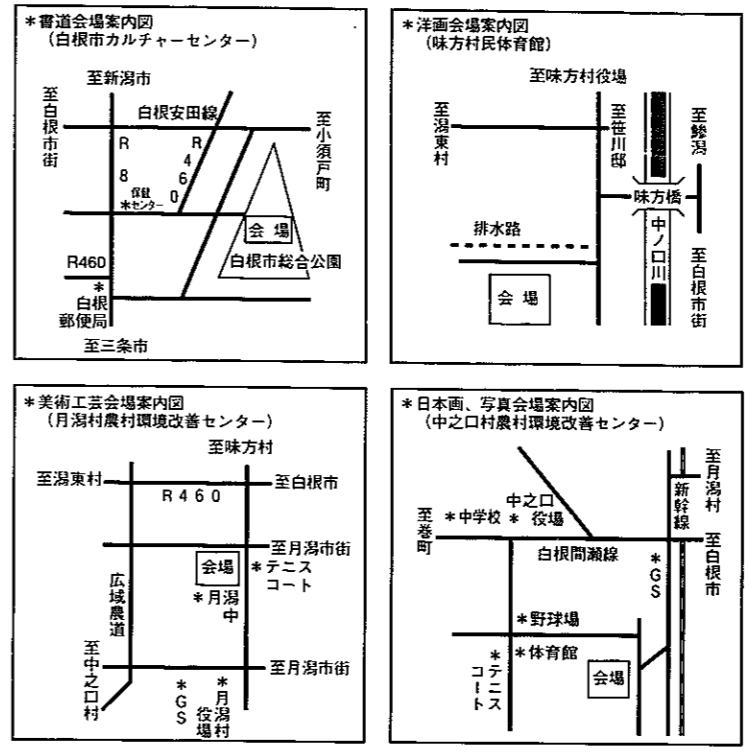 *書道会場案内図
(白根市カルチャーセンター)
至新潟市
至白根市街
白根安田線
至小須戸町
R8
R460
保健
*センター
会場
白根市総合公園
R460
*
白根
郵便局
至三条市
*洋画会場案内図
(味方村民体育館)
至味方村役場
至潟東村
至笹川邸
至鯵潟
味方橋
排水路
中ノ口川
至白根市街
会場
*美術工芸会場案内図
(月潟村農村環境改善センター)
至味方村
至潟東村
至白根市
R460
至月潟市街
会場
*テニス
コート
*月潟
中
広域農道
至中之口村
至月潟市街
*GS
*月潟村
役場
*日本画、写真会場案内図
(中之口村農村環境改善センター)
至月潟村
新幹線
中之口
*役場
*中学校
至巻町
白根間瀬線
至白根市
*GS
*野球場
*体育館
*テニス
コート
会場